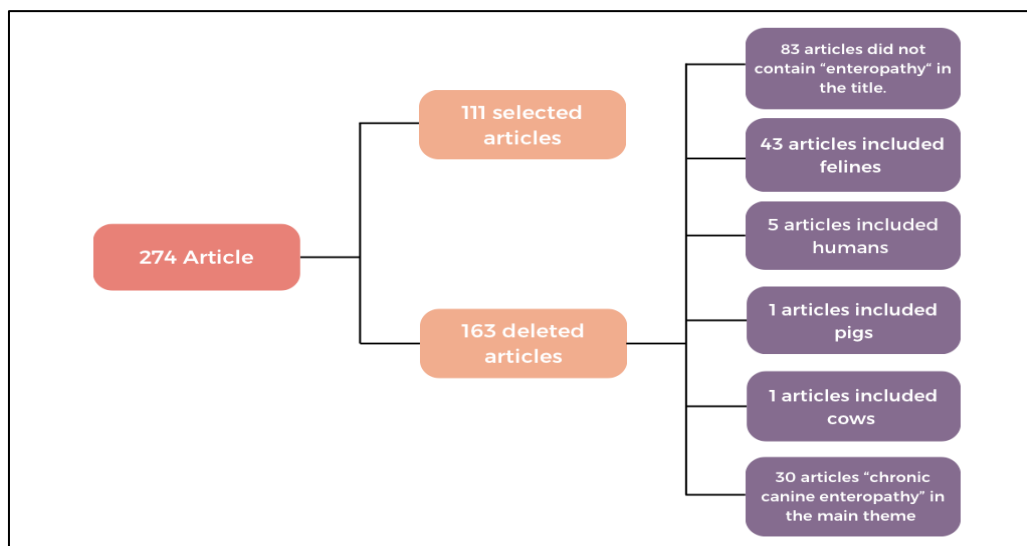 274 Article
111 selected
articles
163 deleted
articles
83 articles did not
contain “enteropathy“ in
the title.
43 articles included
felines
5 articles included
humans
1 articles included
pigs
1 articles included
cows
30 articles “chronic
canine enteropathy” in
the main theme